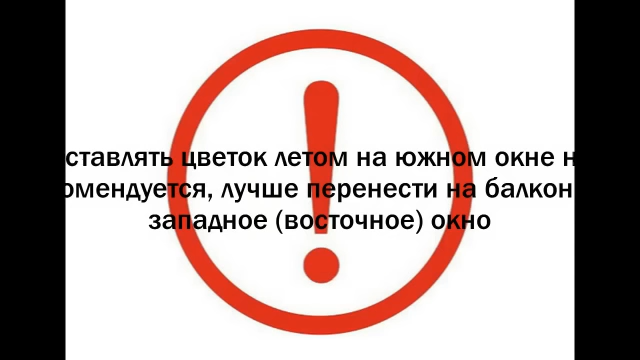 ставлять цветок летом на южном окне н
омендуется, лучше перенести на балкон
западное (восточное) окно